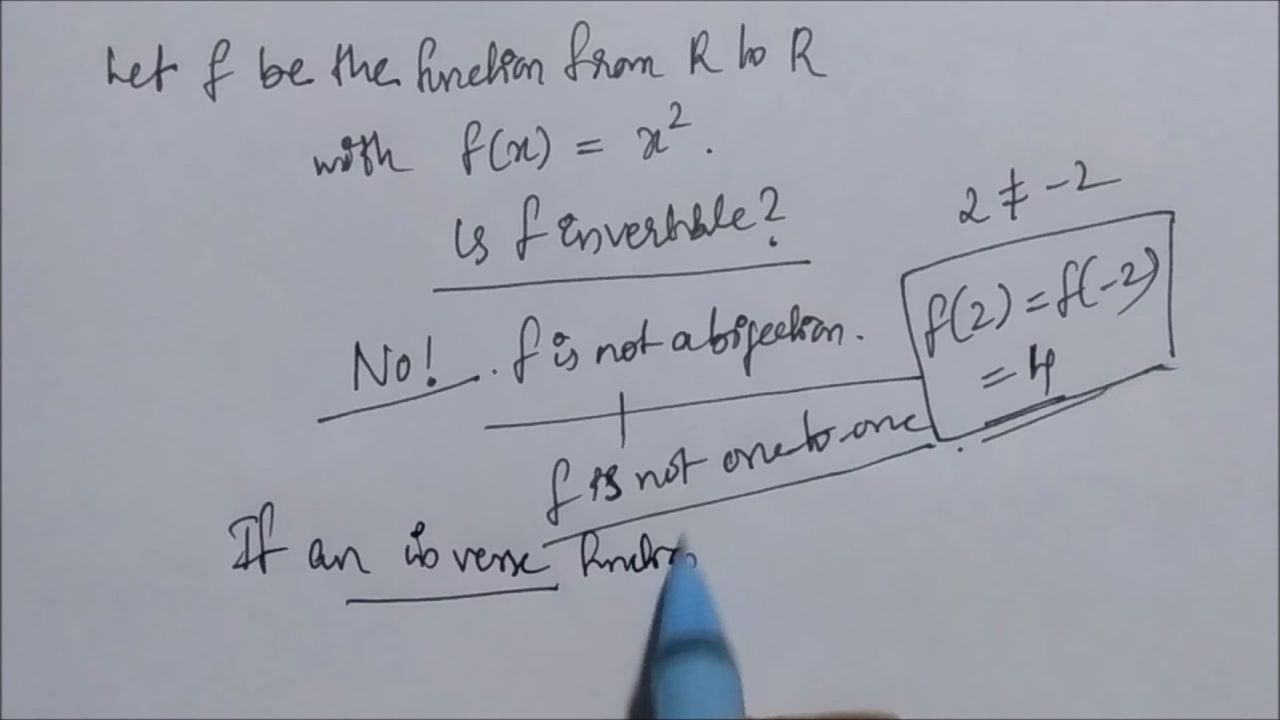 Let f be the function from R to R
with f(x) = x².
Is f invertible?
2 ≠ -2
f(2) = f(-2)
= 4
No! . f is not a bijection.
f is not one to one
If an inverse function